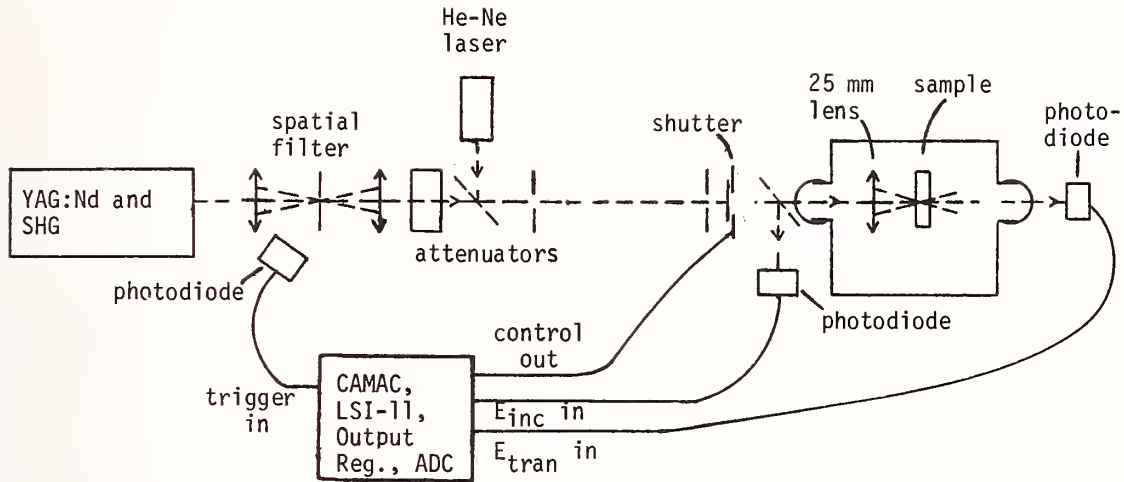 He-Ne
laser
spatial
filter
shutter
25 mm
lens
sample
photo-
diode
YAG:Nd and
SHG
attenuators
photodiode
photodiode
trigger
in
control
out
CAMAC,
LSI-11,
Output
Reg., ADC
E_inc in
E_tran in